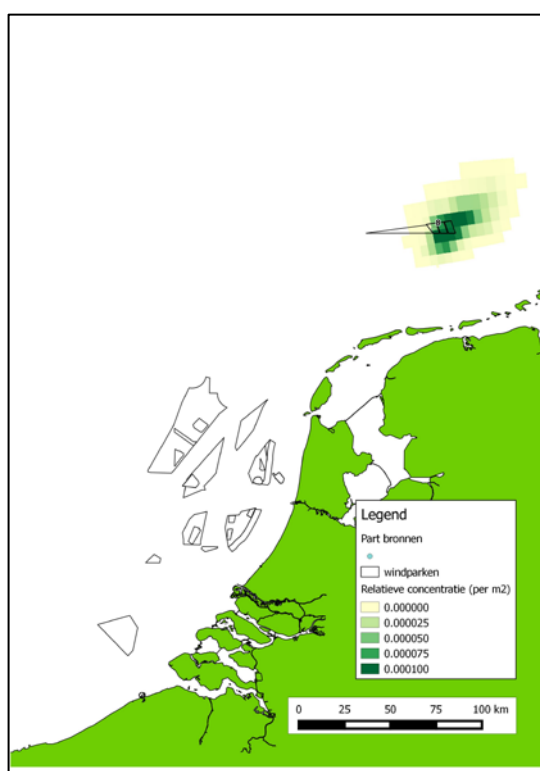 Legend
Part bronnen
windparken
Relatieve concentratie (per m2)
0.000000
0.000025
0.000050
0.000075
0.000100
0 25 50 75 100 km